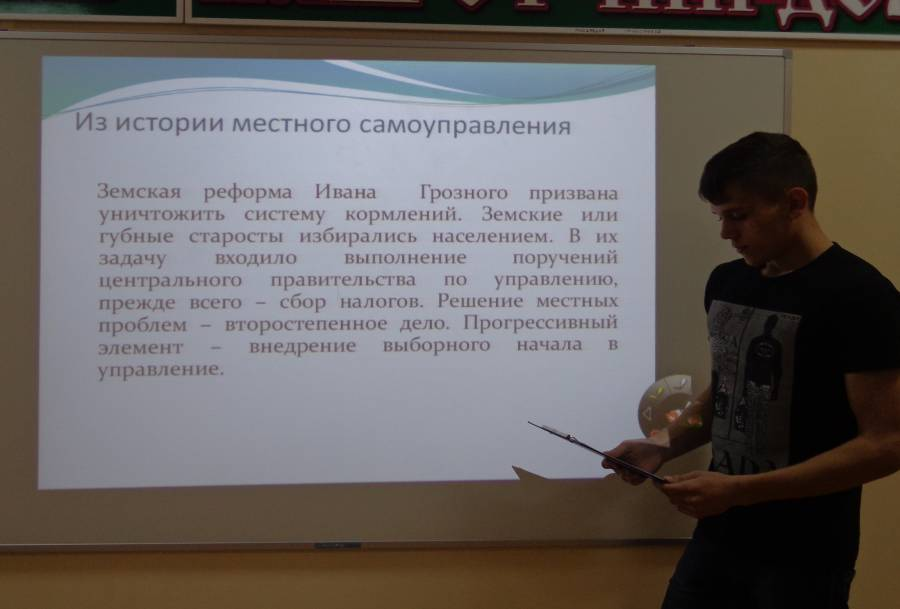 Из истории местного самоуправления
Земская реформа Ивана Грозного призвана
уничтожить систему кормлений. Земские или
губные старосты избирались населением. В их
задачу входило выполнение поручений
центрального правительства по управлению,
прежде всего – сбор налогов. Решение местных
проблем – второстепенное дело. Прогрессивный
элемент – внедрение выборного начала в
управление.